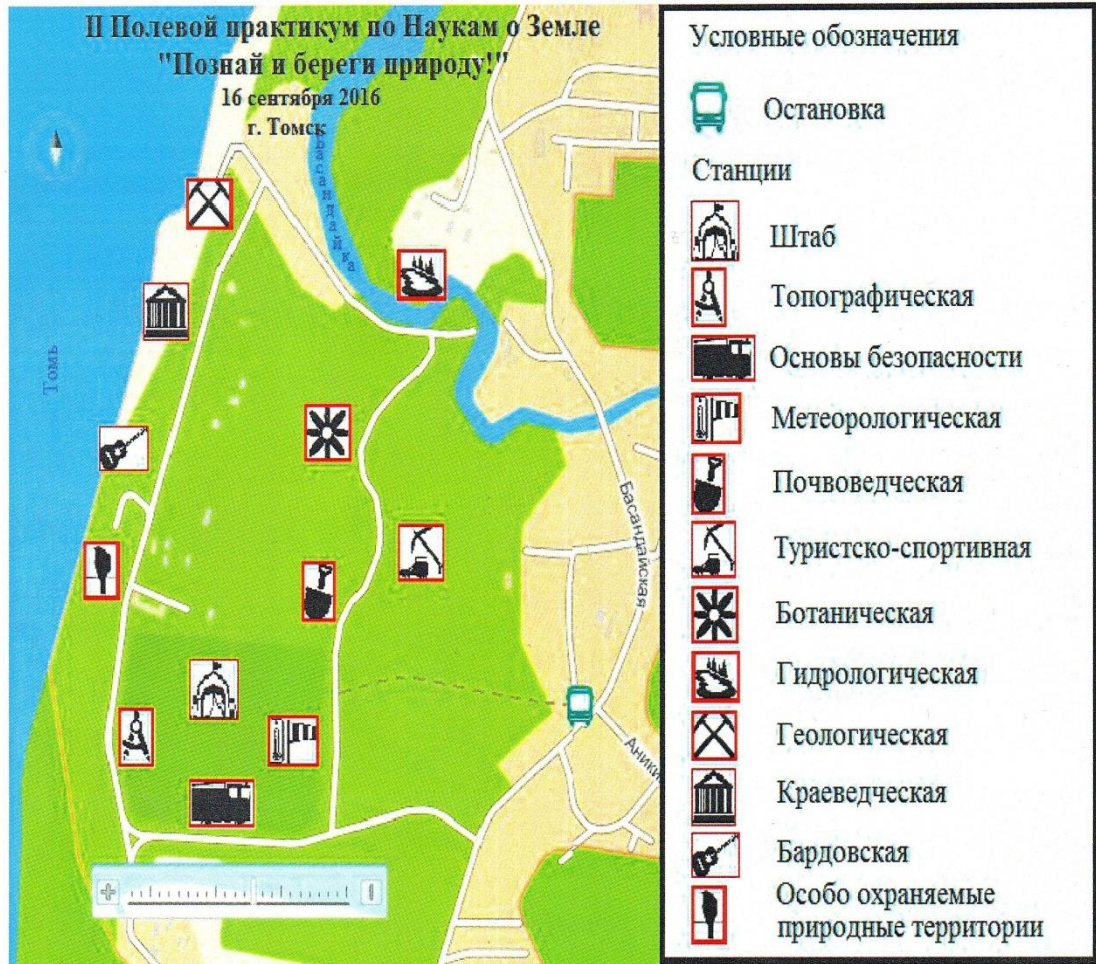 II Полевой практикум по Наукам о Земле
"Познай и береги природу!"
16 сентября 2016
г. Томск
Басандайка
Томь
Басандайская
Аники
Условные обозначения
Остановка
Станции
Штаб
Топографическая
Основы безопасности
Метеорологическая
Почвоведческая
Туристско-спортивная
Ботаническая
Гидрологическая
Геологическая
Краеведческая
Бардовская
Особо охраняемые
природные территории